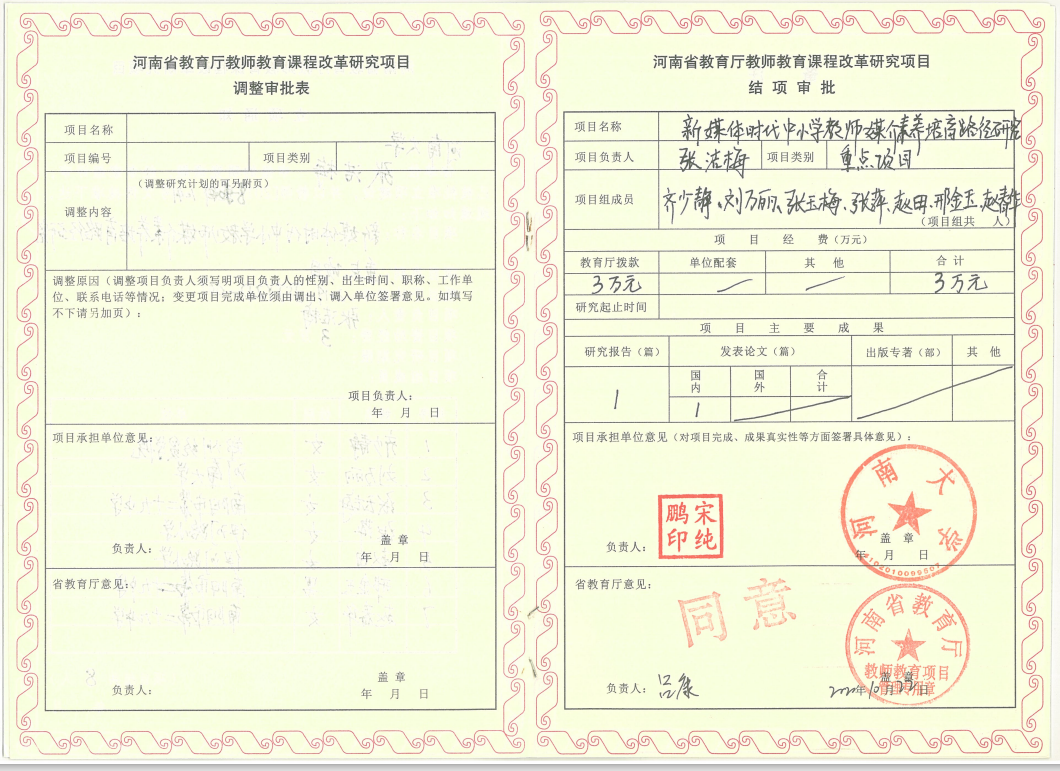 河南省教育厅教师教育课程改革研究项目
调整审批表
项目名称
项目编号 项目类别
调整内容
（调整研究计划的可另附页）
调整原因（调整项目负责人须写明项目负责人的性别、出生时间、职称、工作单
位、联系电话等情况；变更项目完成单位须由调出、调入单位签署意见。如填写
不下请另加页）：
项目负责人：
年 月 日
项目承担单位意见：
盖 章
负责人：
年 月 日
省教育厅意见：
盖 章
负责人：
年 月 日
河南省教育厅教师教育课程改革研究项目
结 项 审 批
项目名称 新媒体时代中小学教师媒介素养培育路径研究
项目负责人 张洁梅 项目类别 重点项目
项目组成员 齐少静、刘万丽、张玉梅、张萍、赵田、邢金玉、赵春
（项目组共 人）
项 目 经 费（万元）
教育厅拨款 单位配套 其 他 合 计
3万元 3万元
研究起止时间
项 目 主 要 成 果
研究报告（篇） 发表论文（篇） 出版专著（部） 其 他
国内 国外 合计
1 1
项目承担单位意见（对项目完成、成果真实性等方面签署具体意见）：
河南大学
宋纯鹏印
盖 章
负责人：
年 月 日
省教育厅意见：
同意
河南省教育厅
教师教育项目
管理专用章
盖 章
负责人：吕
年10月 日